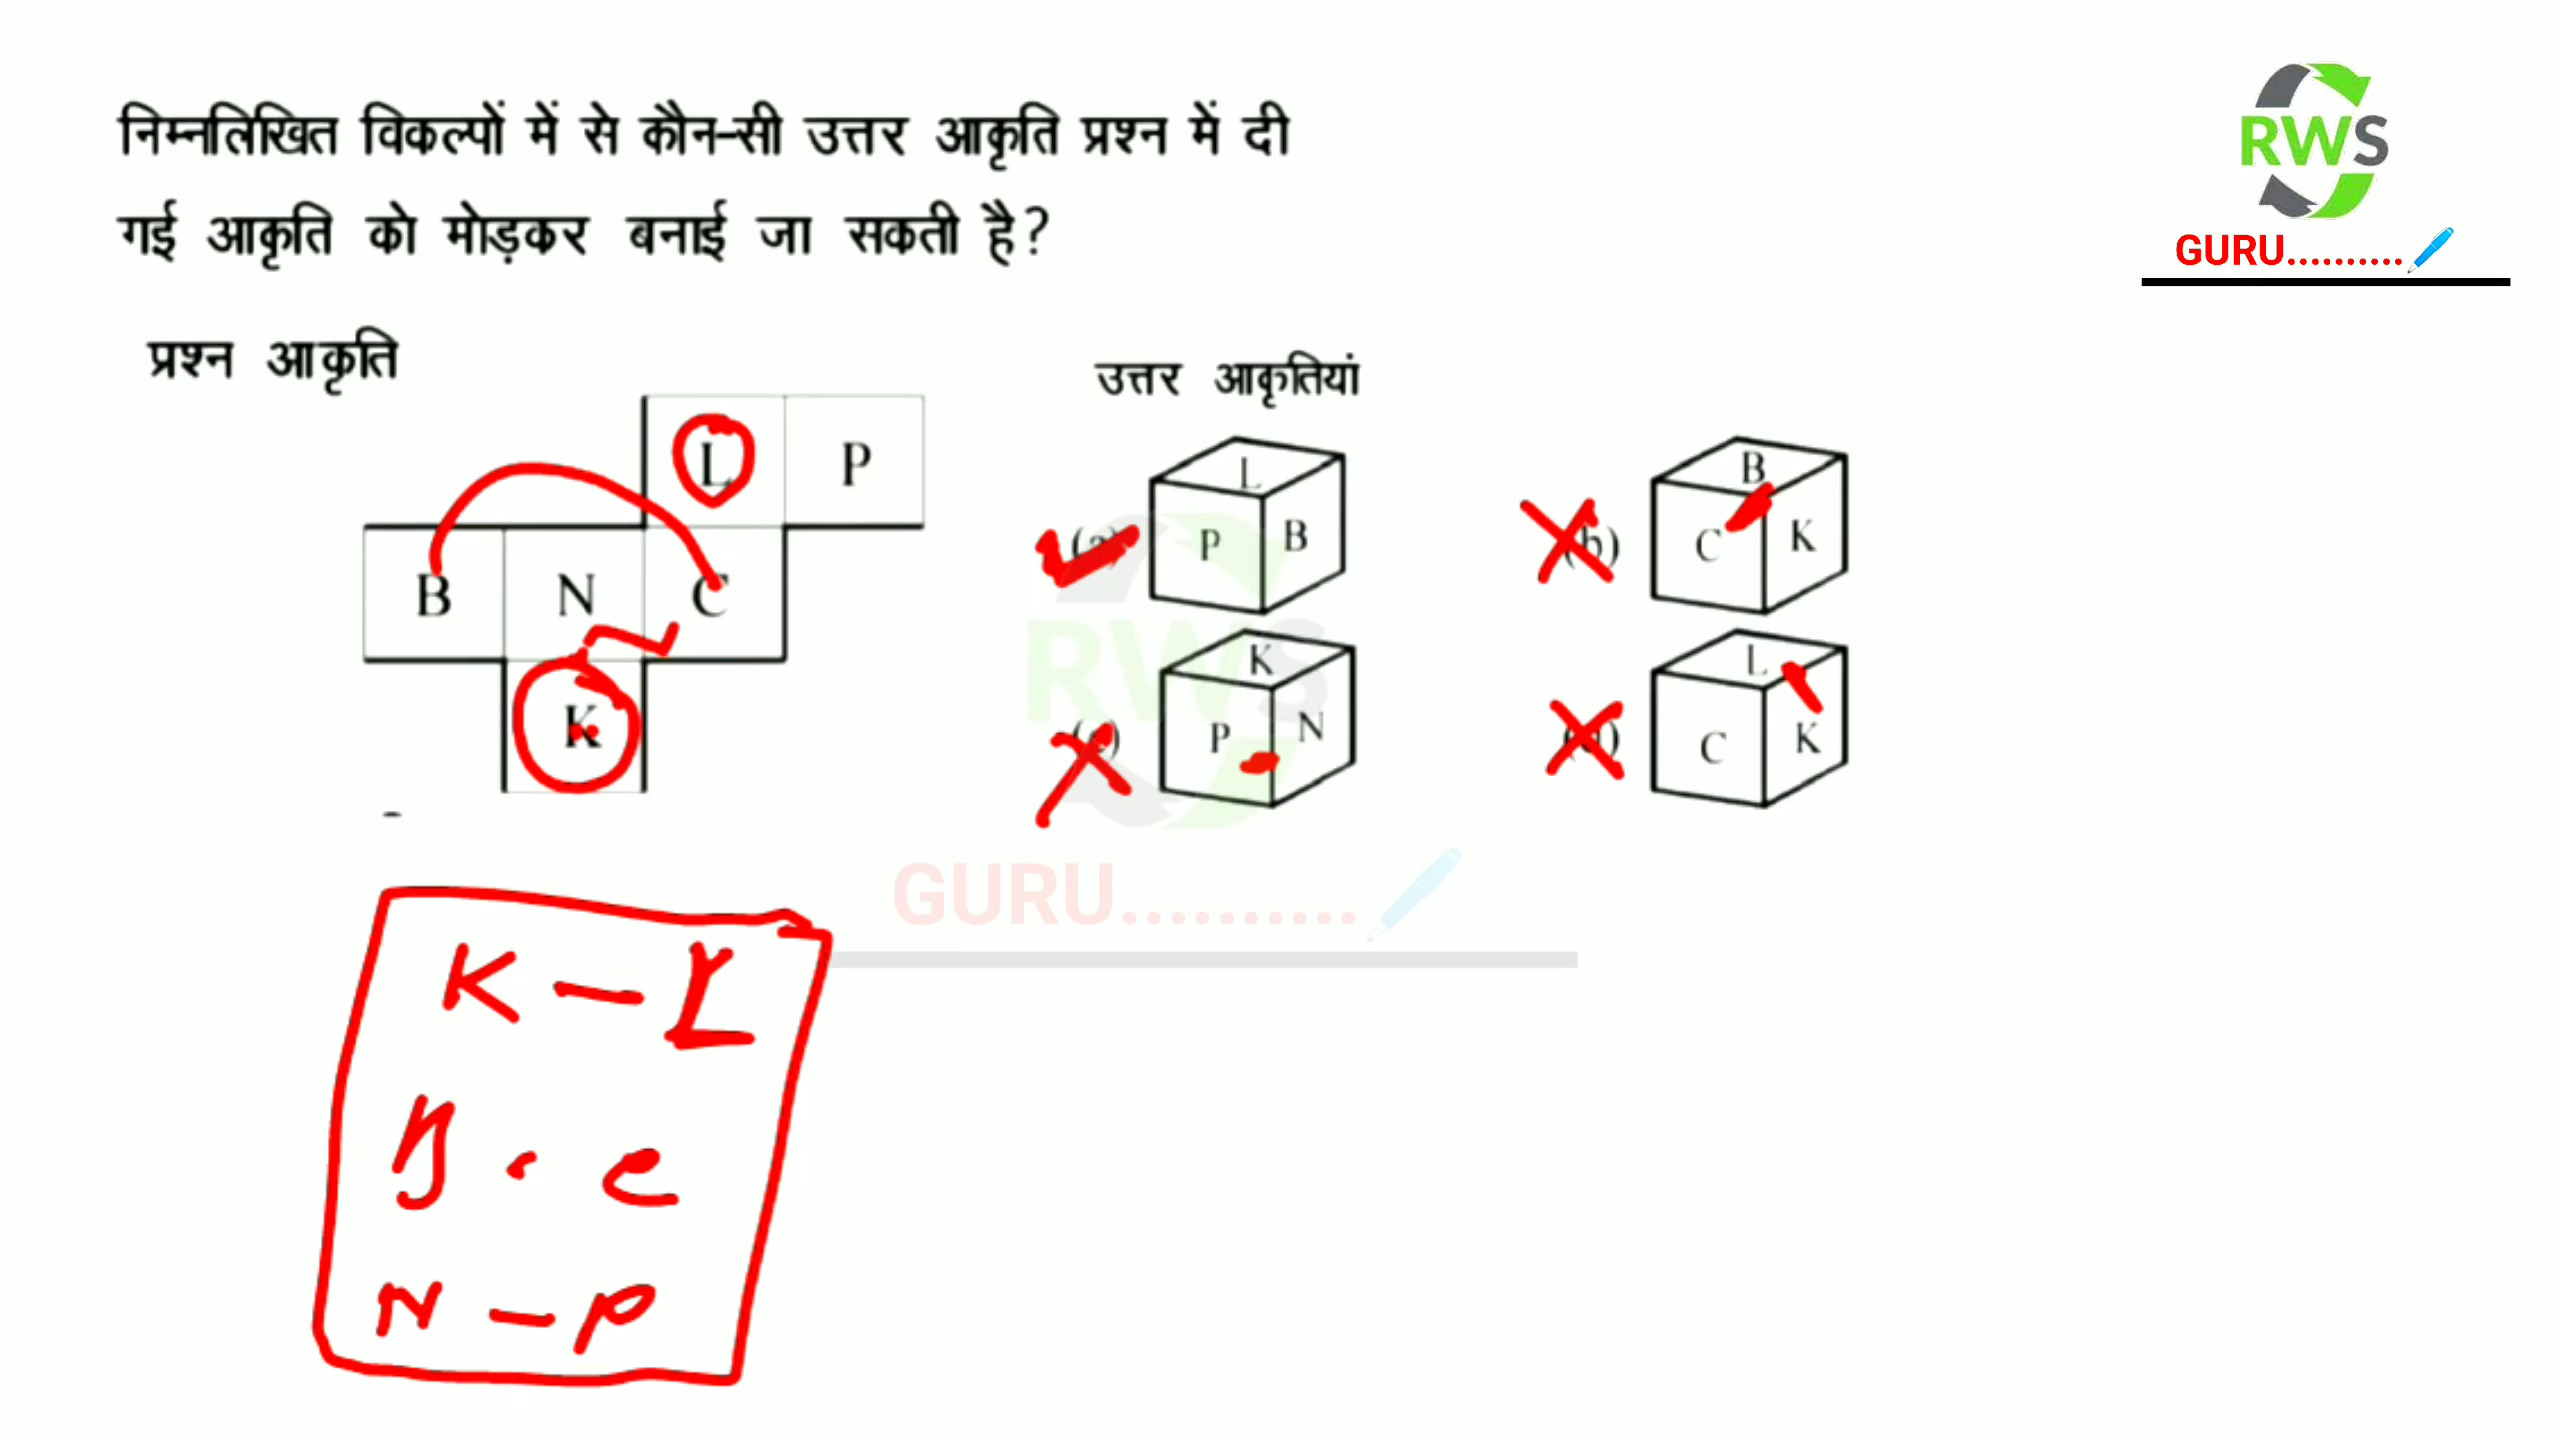 निम्नलिखित विकल्पों में से कौन-सी उत्तर आकृति प्रश्न में दी
गई आकृति को मोड़कर बनाई जा सकती है?
RWS
GURU..........
प्रश्न आकृति
उत्तर आकृतियां
L P
B N C
K
(a) L P B
(b) B C K
(c) K P N
(d) L C K
RWS
GURU..........
K - L
B . c
N - P